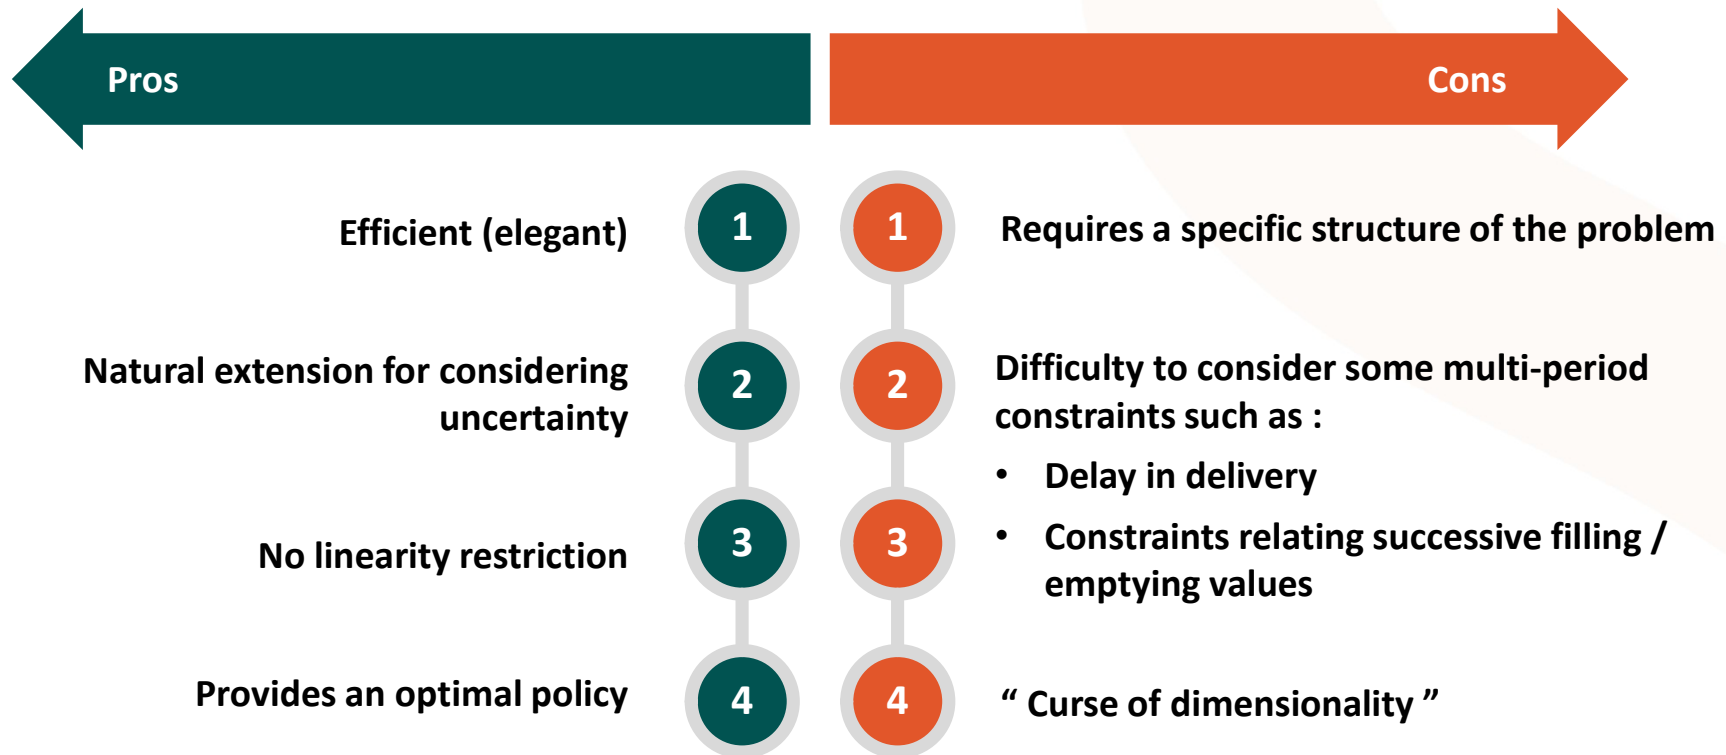 Pros
Cons
Efficient (elegant)
1
1
Requires a specific structure of the problem
Natural extension for considering
uncertainty
2
2
Difficulty to consider some multi-period
constraints such as :
• Delay in delivery
No linearity restriction
3
3
• Constraints relating successive filling /
emptying values
Provides an optimal policy
4
4
“ Curse of dimensionality ”